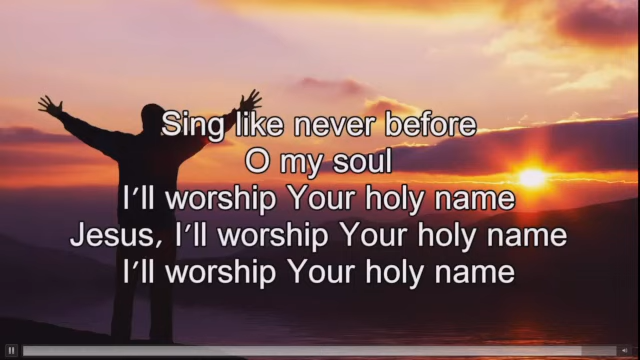 Sing like never before
O my soul
I'll worship Your holy name
Jesus, I'll worship Your holy name
I'll worship Your holy name